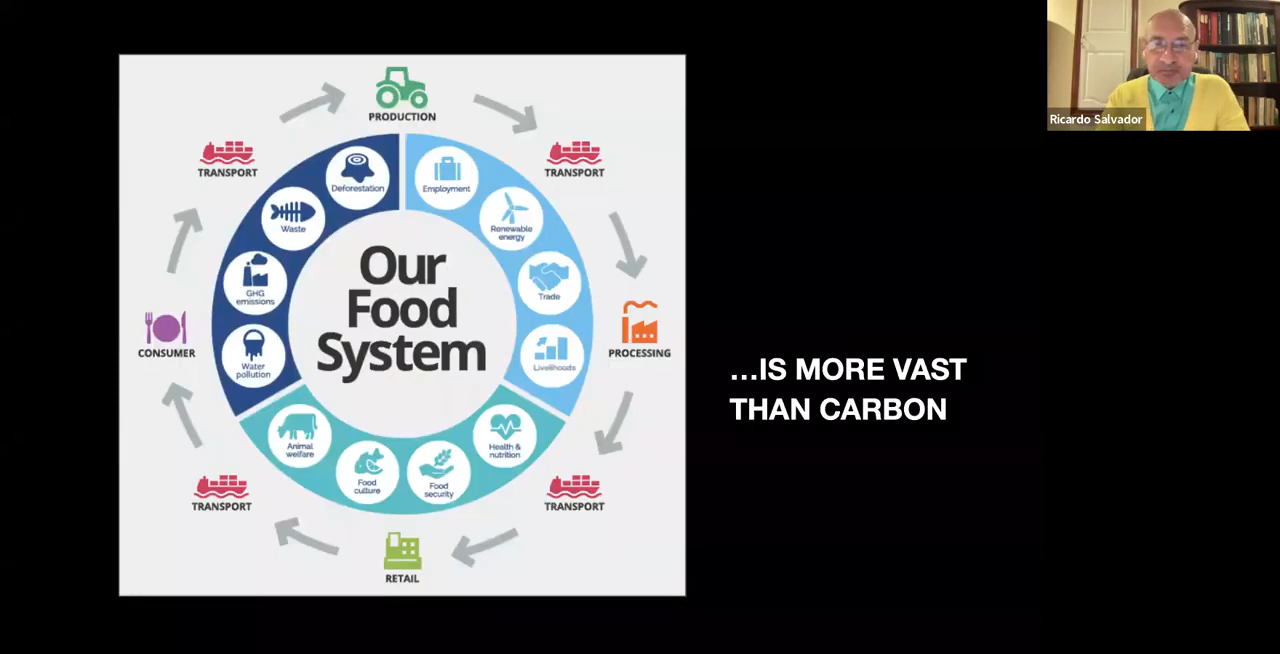 PRODUCTION
TRANSPORT
TRANSPORT
Deforestation
Employment
Waste
Renewable
energy
GHG
emissions
Trade
Water
pollution
Livelihoods
Our
Food
System
CONSUMER
PROCESSING
Animal
welfare
Food
culture
Food
security
Health &
nutrition
TRANSPORT
TRANSPORT
RETAIL
...IS MORE VAST
THAN CARBON
Ricardo Salvador